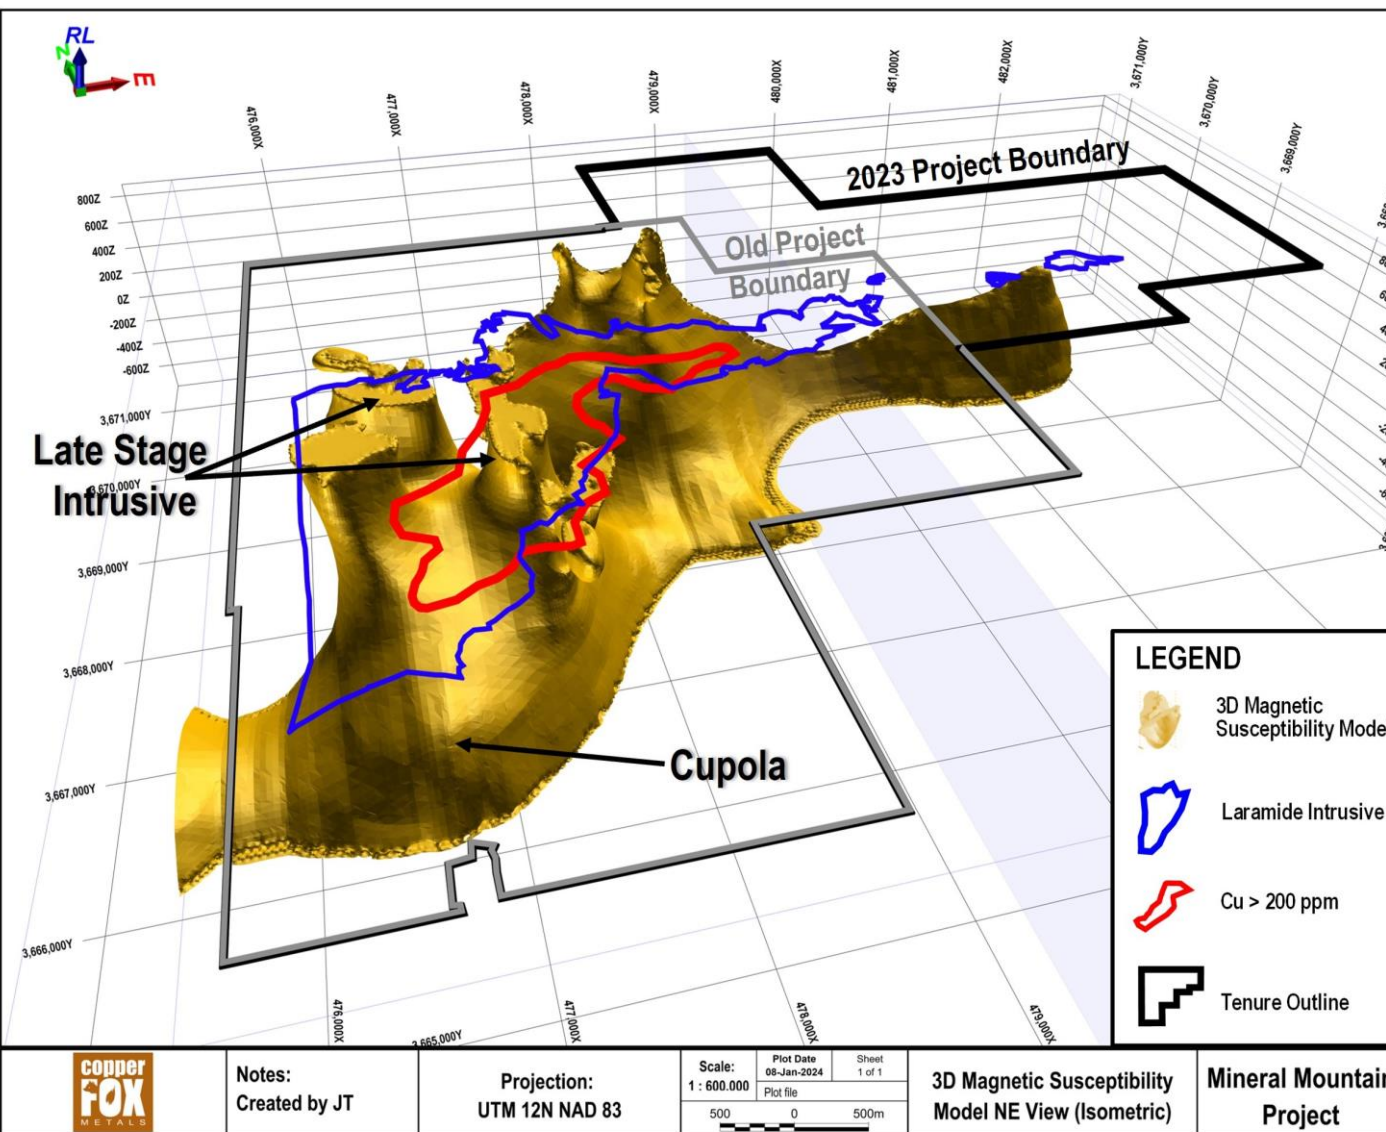 RL
N
E
476,000X
477,000X
478,000X
479,000X
480,000X
481,000X
482,000X
3,671,000Y
3,670,000Y
3,669,000Y
800Z
600Z
400Z
200Z
0Z
-200Z
-400Z
-600Z
2023 Project Boundary
Old Project
Boundary
3,671,000Y
Late Stage
Intrusive
3,670,000Y
3,669,000Y
3,668,000Y
3,667,000Y
3,666,000Y
Cupola
476,000X
3,665,000Y
477,000X
478,000X
479,000X
LEGEND
3D Magnetic
Susceptibility Mode
Laramide Intrusive
Cu > 200 ppm
Tenure Outline
copper
FOX
METALS
Notes:
Created by JT
Projection:
UTM 12N NAD 83
Scale:
1 : 600.000
Plot Date
08-Jan-2024
Sheet
1 of 1
Plot file
500 0 500m
3D Magnetic Susceptibility
Model NE View (Isometric)
Mineral Mountain
Project